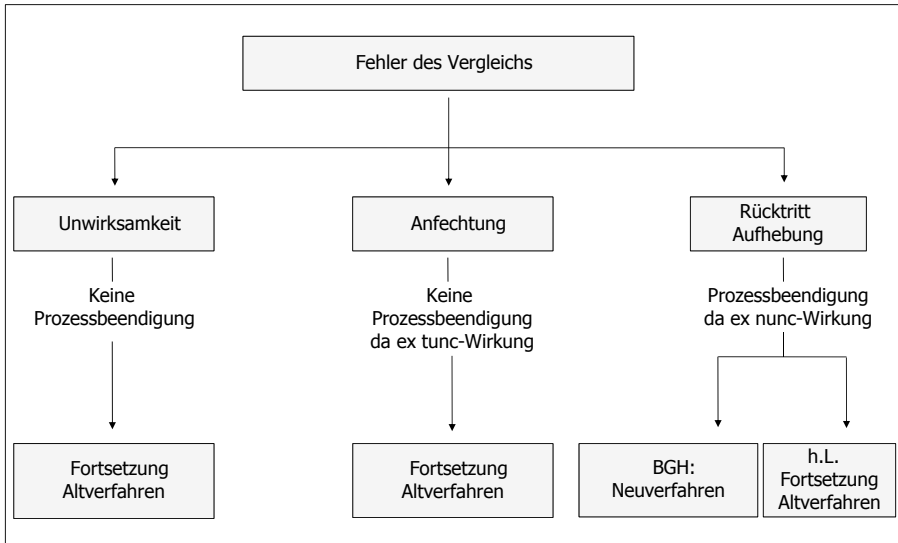 Fehler des Vergleichs
Unwirksamkeit
Anfechtung
Rücktritt
Aufhebung
Keine
Prozessbeendigung
Keine
Prozessbeendigung
da ex tunc-Wirkung
Prozessbeendigung
da ex nunc-Wirkung
Fortsetzung
Altverfahren
Fortsetzung
Altverfahren
BGH:
Neuverfahren
h.L.
Fortsetzung
Altverfahren